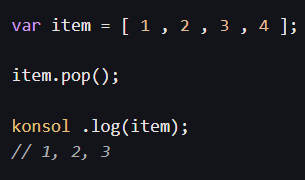 var item = [ 1 , 2 , 3 , 4 ];
item.pop();
konsol .log(item);
// 1, 2, 3